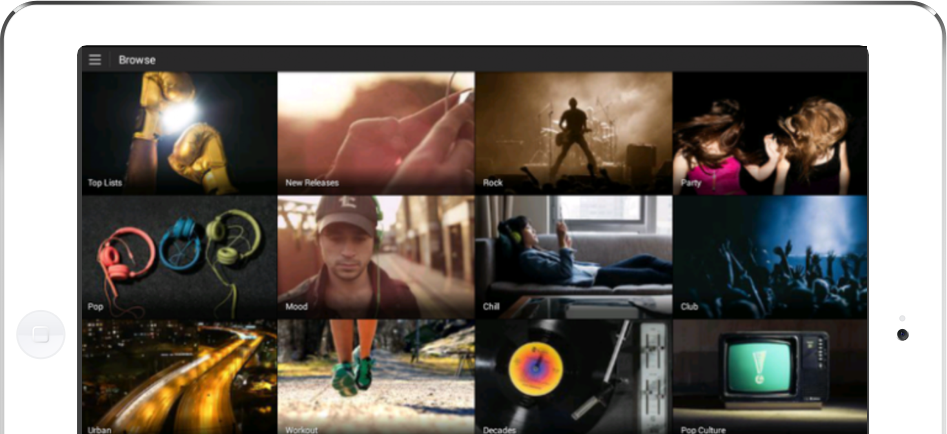 Browse
Top Lists
New Releases
Rock
Party
Pop
Mood
Chill
Club
Urban
Workout
Decades
Pop Culture